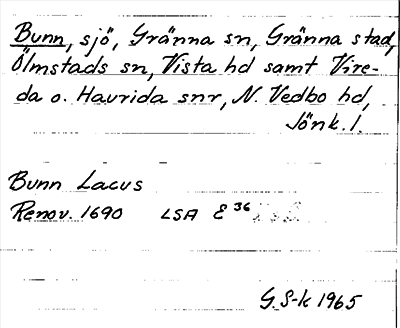 Bunn, sjö, Gränna sn, Gränna stad,
Ölmstads sn, Vista hd samt Vire-
da o. Haurida snr, N. Vedbo hd,
Jönk. l.
Bunn Lacus
Renov. 1690 LSA E 36
G. S-k 1965